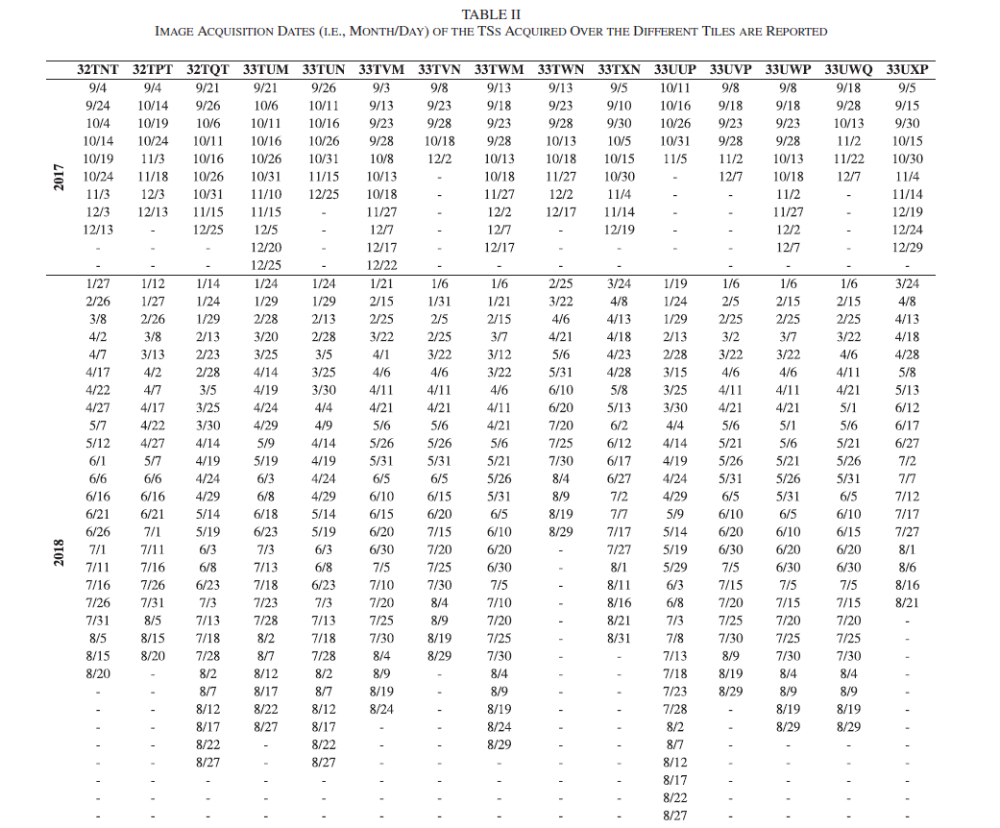 TABLE II
IMAGE ACQUISITION DATES (I.E., MONTH/DAY) OF THE TSS ACQUIRED OVER THE DIFFERENT TILES ARE REPORTED
32TNT 32TPT 32TQT 33TUM 33TUN 33TVM 33TVN 33TWM 33TWN 33TXN 33UUP 33UVP 33UWP 33UWQ 33UXP
2017
9/4 9/4 9/21 9/21 9/26 9/3 9/8 9/13 9/13 9/5 10/11 9/8 9/8 9/18 9/5
9/24 10/14 9/26 10/6 10/11 9/13 9/23 9/18 9/23 9/10 10/16 9/18 9/18 9/28 9/15
10/4 10/19 10/6 10/11 10/16 9/23 9/28 9/23 9/28 9/30 10/26 9/23 9/23 10/13 9/30
10/14 10/24 10/11 10/16 10/26 9/28 10/18 9/28 10/13 10/5 10/31 9/28 9/28 11/2 10/15
10/19 11/3 10/16 10/26 10/31 10/8 12/2 10/13 10/18 10/15 11/5 11/2 10/13 11/22 10/30
10/24 11/18 10/26 10/31 11/15 10/13 - 10/18 11/27 10/30 - 12/7 10/18 12/7 11/4
11/3 12/3 10/31 11/10 12/25 10/18 - 11/27 12/2 11/4 - - 11/2 - 11/14
12/3 12/13 11/15 11/15 - 11/27 - 12/2 12/17 11/14 - - 11/27 - 12/19
12/13 - 12/25 12/5 - 12/7 - 12/7 - 12/19 - - 12/2 - 12/24
- - - 12/20 - 12/17 - 12/17 - - - - 12/7 - 12/29
- - - 12/25 - 12/22 - - - - - - - - -
2018
1/27 1/12 1/14 1/24 1/24 1/21 1/6 1/6 2/25 3/24 1/19 1/6 1/6 1/6 3/24
2/26 1/27 1/24 1/29 1/29 2/15 1/31 1/21 3/22 4/8 1/24 2/5 2/15 2/15 4/8
3/8 2/26 1/29 2/28 2/13 2/25 2/5 2/15 4/6 4/13 1/29 2/25 2/25 2/25 4/13
4/2 3/8 2/13 3/20 2/28 3/22 2/25 3/7 4/21 4/18 2/13 3/2 3/7 3/22 4/18
4/7 3/13 2/23 3/25 3/5 4/1 3/22 3/12 5/6 4/23 2/28 3/22 3/22 4/6 4/28
4/17 4/2 2/28 4/14 3/25 4/6 4/6 3/22 5/31 4/28 3/15 4/6 4/6 4/11 5/8
4/22 4/7 3/5 4/19 3/30 4/11 4/11 4/6 6/10 5/8 3/25 4/11 4/11 4/21 5/13
4/27 4/17 3/25 4/24 4/4 4/21 4/21 4/11 6/20 5/13 3/30 4/21 4/21 5/1 6/12
5/7 4/22 3/30 4/29 4/9 5/6 5/6 4/21 7/20 6/2 4/4 5/6 5/1 5/6 6/17
5/12 4/27 4/14 5/9 4/14 5/26 5/26 5/6 7/25 6/12 4/14 5/21 5/6 5/21 6/27
6/1 5/7 4/19 5/19 4/19 5/31 5/31 5/21 7/30 6/17 4/19 5/26 5/21 5/26 7/2
6/6 6/6 4/24 6/3 4/24 6/5 6/5 5/26 8/4 6/27 4/24 5/31 5/26 5/31 7/7
6/16 6/16 4/29 6/8 4/29 6/10 6/15 5/31 8/9 7/2 4/29 6/5 5/31 6/5 7/12
6/21 6/21 5/14 6/18 5/14 6/15 6/20 6/5 8/19 7/7 5/9 6/10 6/5 6/10 7/17
6/26 7/1 5/19 6/23 5/19 6/20 7/15 6/10 8/29 7/17 5/14 6/20 6/10 6/15 7/27
7/1 7/11 6/3 7/3 6/3 6/30 7/20 6/20 - 7/27 5/19 6/30 6/20 6/20 8/1
7/11 7/16 6/8 7/13 6/8 7/5 7/25 6/30 - 8/1 5/29 7/5 6/30 6/30 8/6
7/16 7/26 6/23 7/18 6/23 7/10 7/30 7/5 - 8/11 6/3 7/15 7/5 7/5 8/16
7/26 7/31 7/3 7/23 7/3 7/20 8/4 7/10 - 8/16 6/8 7/20 7/15 7/15 8/21
7/31 8/5 7/13 7/28 7/13 7/25 8/9 7/20 - 8/21 7/3 7/25 7/20 7/20 -
8/5 8/15 7/18 8/2 7/18 7/30 8/19 7/25 - 8/31 7/8 7/30 7/25 7/25 -
8/15 8/20 7/28 8/7 7/28 8/4 8/29 7/30 - - 7/13 8/9 7/30 7/30 -
8/20 - 8/2 8/12 8/2 8/9 - 8/4 - - 7/18 8/19 8/4 8/4 -
- - 8/7 8/17 8/7 8/19 - 8/9 - - 7/23 8/29 8/9 8/9 -
- - 8/12 8/22 8/12 8/24 - 8/19 - - 7/28 - 8/19 8/19 -
- - 8/17 8/27 8/17 - - 8/24 - - 8/2 - 8/29 8/29 -
- - 8/22 - 8/22 - - 8/29 - - 8/7 - - - -
- - 8/27 - 8/27 - - - - - 8/12 - - - -
- - - - - - - - - - 8/17 - - - -
- - - - - - - - - - 8/22 - - - -
- - - - - - - - - - 8/27 - - - -